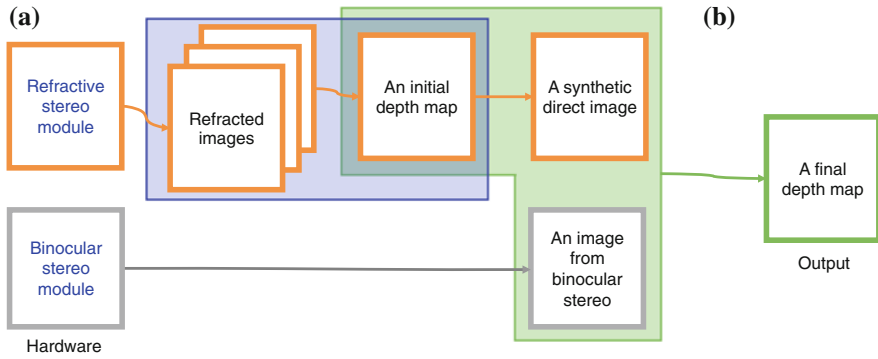 (a)
(b)
Refractive
stereo
module
Refracted
images
An initial
depth map
A synthetic
direct image
A final
depth map
Binocular
stereo
module
An image
from
binocular
stereo
Output
Hardware